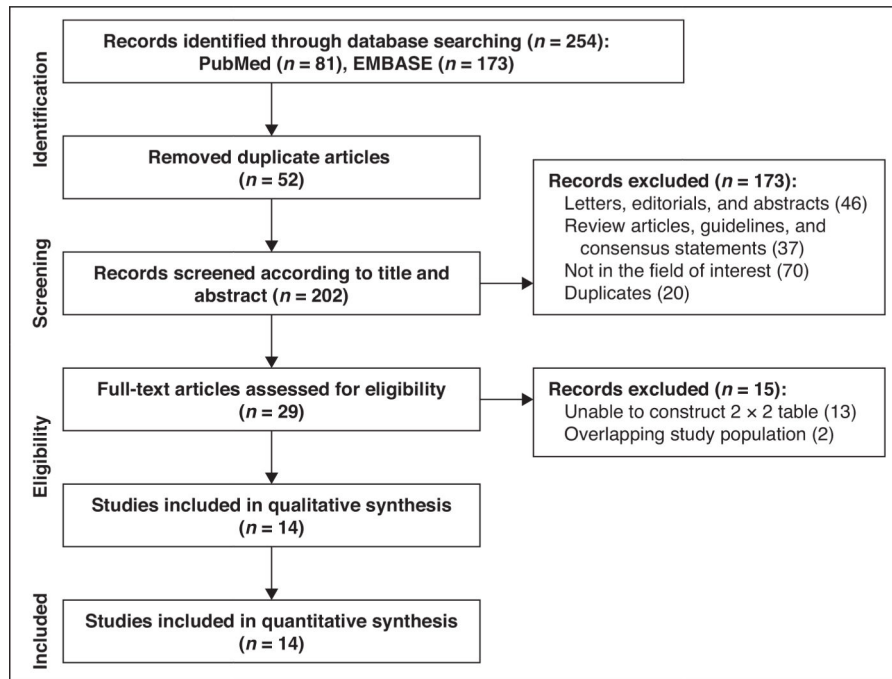 Identification
Records identified through database searching (n = 254):
PubMed (n = 81), EMBASE (n = 173)
Removed duplicate articles
(n = 52)
Screening
Records screened according to title and
abstract (n = 202)
Records excluded (n = 173):
Letters, editorials, and abstracts (46)
Review articles, guidelines, and
consensus statements (37)
Not in the field of interest (70)
Duplicates (20)
Eligibility
Full-text articles assessed for eligibility
(n = 29)
Records excluded (n = 15):
Unable to construct 2 × 2 table (13)
Overlapping study population (2)
Studies included in qualitative synthesis
(n = 14)
Included
Studies included in quantitative synthesis
(n = 14)